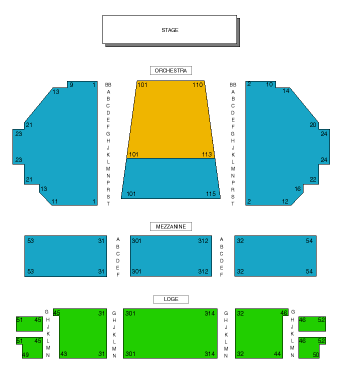 STAGE
ORCHESTRA
9 1 BB 101 110 BB 2 10
13 A A 14
B B
C C
D D
E E
21 F F 20
23 G G 24
H H
J J
K 101 113 K
23 L L 24
M M
21 N N 22
13 P P 16
R 101 115 R
11 1 S S 2 12
T T
MEZZANINE
53 31 A 301 312 A 32 54
B B
C C
D D
53 31 E 301 312 E 32 54
F F
LOGE
45 31 G 301 314 G 32 46
51 45 G H H G 46 52
H J J H
J K K J
51 45 K L L K 46 52
L M M L
49 M 43 31 N 301 314 N 32 44 M 50
N N